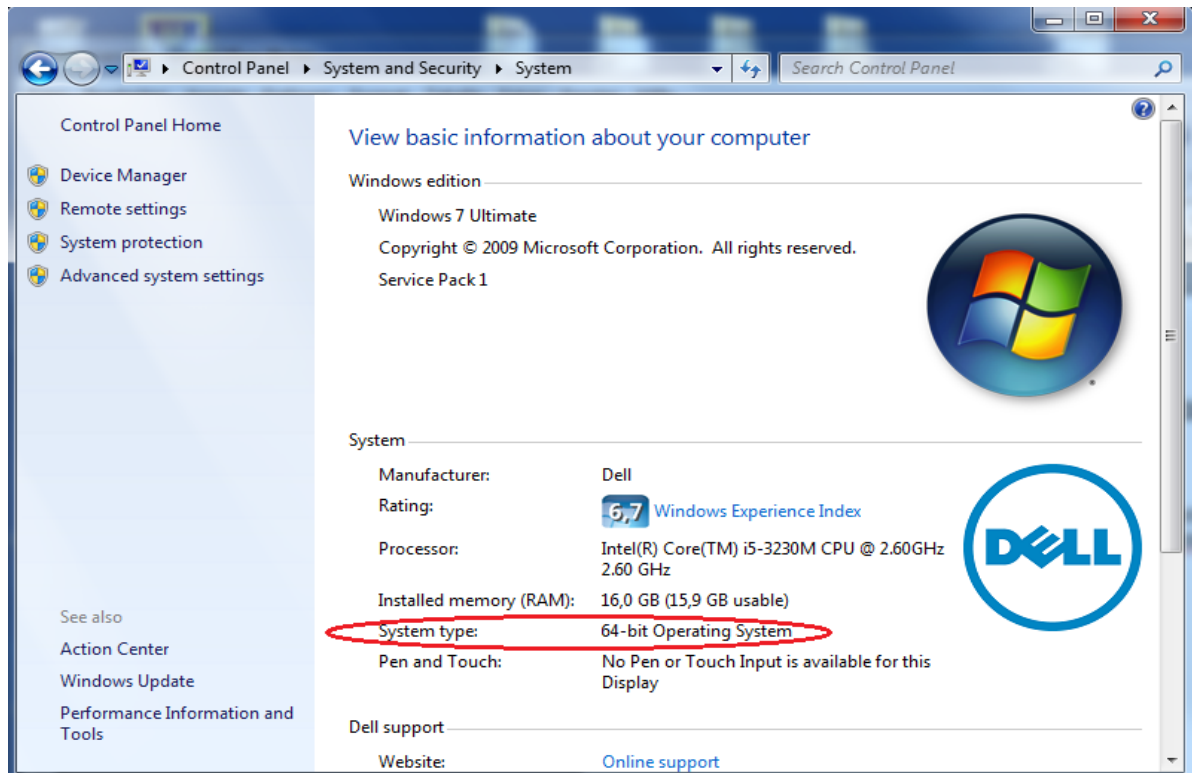 Control Panel ▸ System and Security ▸ System
Search Control Panel
Control Panel Home
Device Manager
Remote settings
System protection
Advanced system settings
See also
Action Center
Windows Update
Performance Information and
Tools
View basic information about your computer
Windows edition
Windows 7 Ultimate
Copyright © 2009 Microsoft Corporation. All rights reserved.
Service Pack 1
System
Manufacturer: Dell
Rating: 6,7 Windows Experience Index
Processor: Intel(R) Core(TM) i5-3230M CPU @ 2.60GHz
2.60 GHz
Installed memory (RAM): 16,0 GB (15,9 GB usable)
System type: 64-bit Operating System
Pen and Touch: No Pen or Touch Input is available for this
Display
DELL
Dell support
Website: Online support